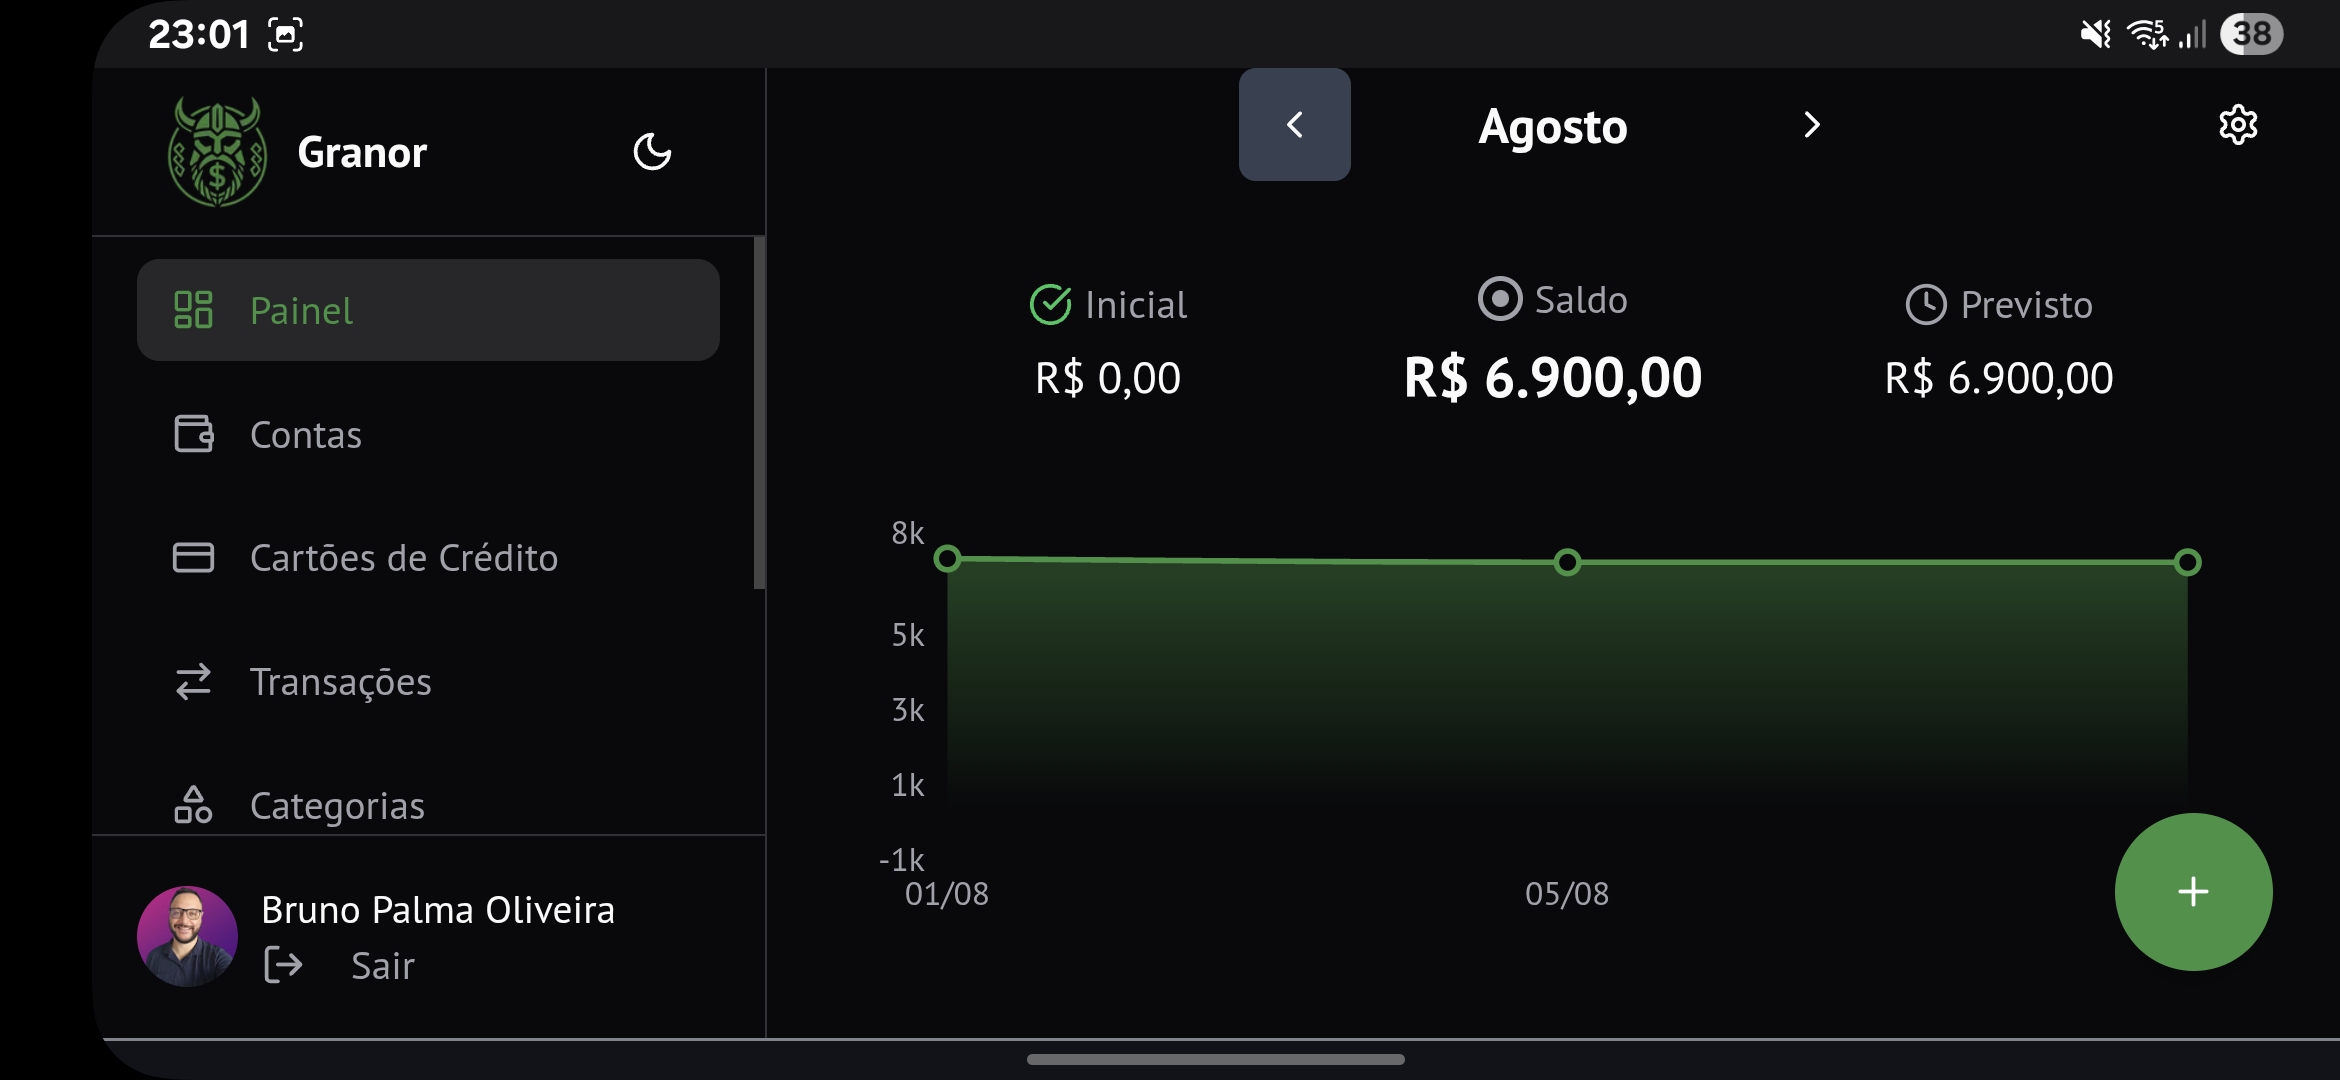 23:01
5
38
Granor
Painel
Contas
Cartões de Crédito
Transações
Categorias
Bruno Palma Oliveira
Sair
Agosto
Inicial
R$ 0,00
Saldo
R$ 6.900,00
Previsto
R$ 6.900,00
8k
5k
3k
1k
-1k
01/08
05/08